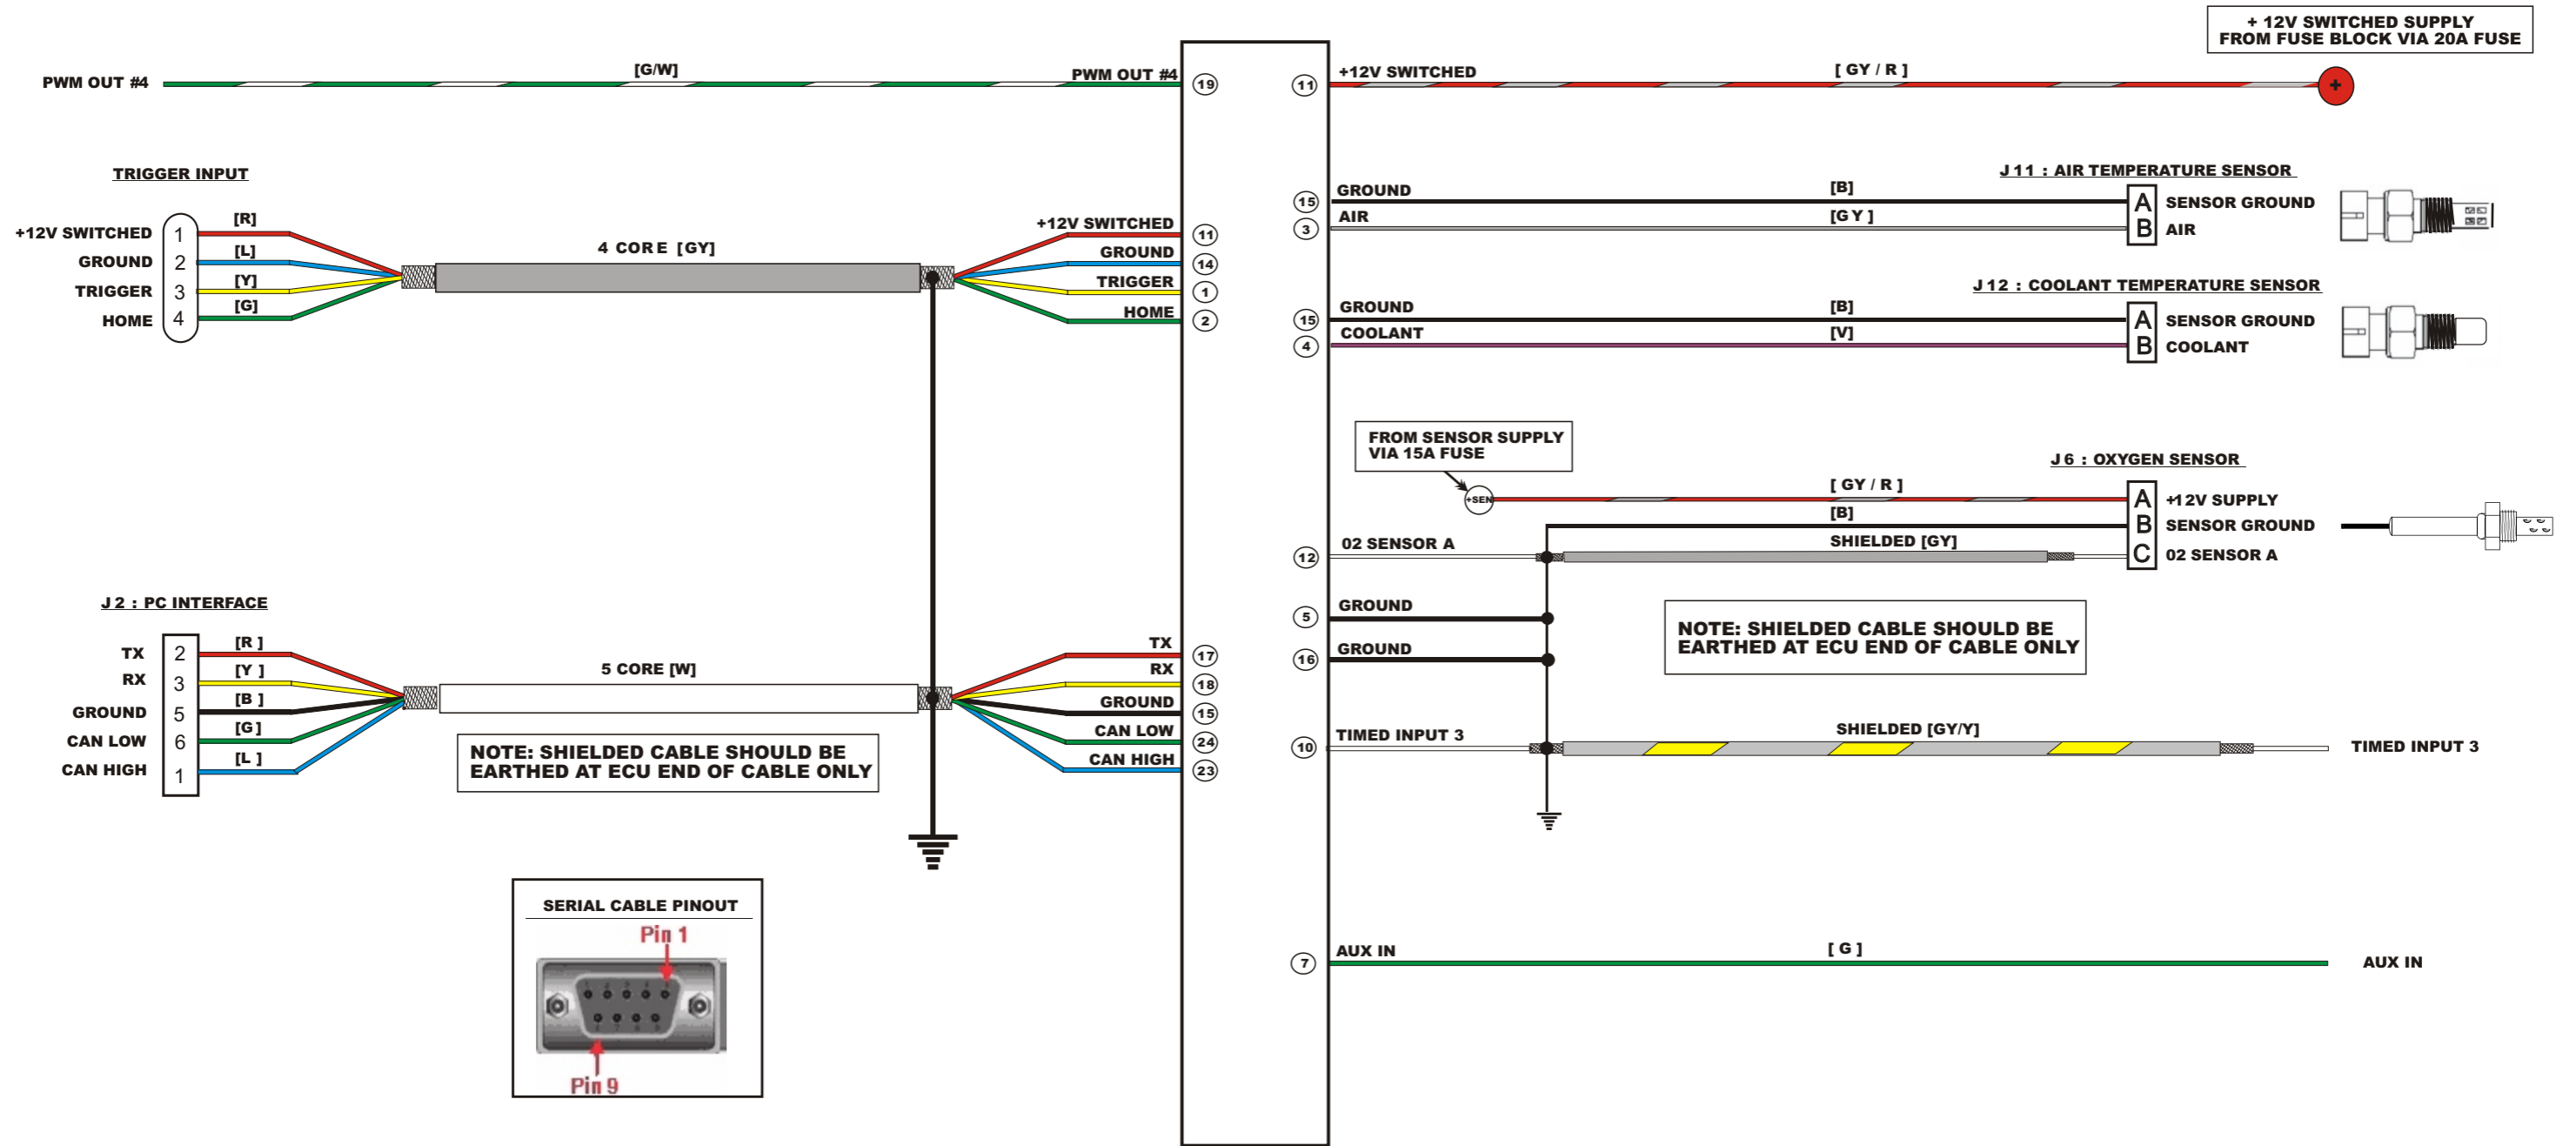 + 12V SWITCHED SUPPLY
FROM FUSE BLOCK VIA 20A FUSE
PWM OUT #4
[G/W]
PWM OUT #4
19
11
+12V SWITCHED
[ GY / R ]
+
TRIGGER INPUT
+12V SWITCHED
1
[R]
GROUND
2
[L]
TRIGGER
3
[Y]
HOME
4
[G]
4 CORE [GY]
+12V SWITCHED
11
GROUND
14
TRIGGER
1
HOME
2
J11 : AIR TEMPERATURE SENSOR
15
GROUND
[B]
A
SENSOR GROUND
3
AIR
[GY ]
B
AIR
J12 : COOLANT TEMPERATURE SENSOR
15
GROUND
[B]
A
SENSOR GROUND
4
COOLANT
[V]
B
COOLANT
FROM SENSOR SUPPLY
VIA 15A FUSE
J6 : OXYGEN SENSOR
+SEN
[ GY / R ]
A
+12V SUPPLY
[B]
B
SENSOR GROUND
12
02 SENSOR A
SHIELDED [GY]
C
02 SENSOR A
5
GROUND
16
GROUND
NOTE: SHIELDED CABLE SHOULD BE
EARTHED AT ECU END OF CABLE ONLY
10
TIMED INPUT 3
SHIELDED [GY/Y]
TIMED INPUT 3
J2 : PC INTERFACE
TX
2
[R ]
RX
3
[Y ]
GROUND
5
[B ]
CAN LOW
6
[G ]
CAN HIGH
1
[L ]
5 CORE [W]
NOTE: SHIELDED CABLE SHOULD BE
EARTHED AT ECU END OF CABLE ONLY
TX
17
RX
18
GROUND
15
CAN LOW
24
CAN HIGH
23
SERIAL CABLE PINOUT
Pin 1
Pin 9
7
AUX IN
[ G ]
AUX IN